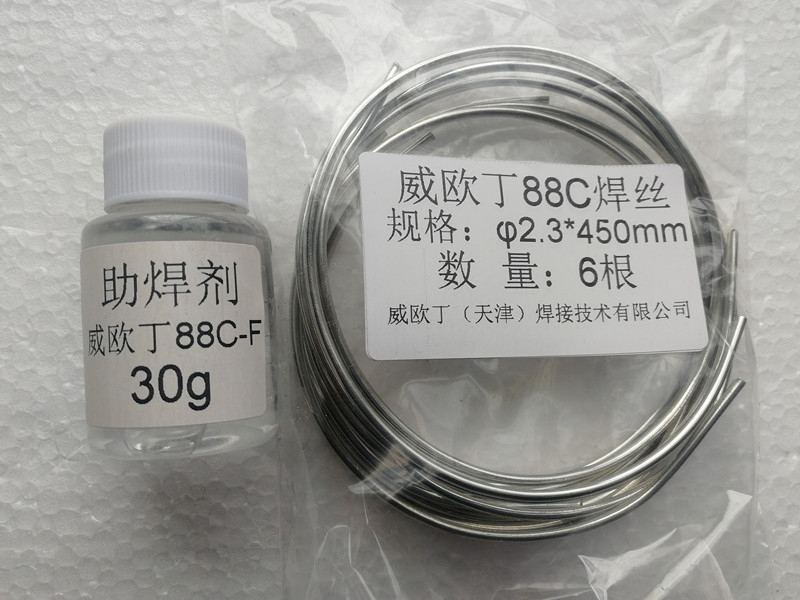 助焊剂
威欧丁88C-F
30g
威欧丁88C焊丝
规格：φ2.3*450mm
数 量：6根
威欧丁（天津）焊接技术有限公司